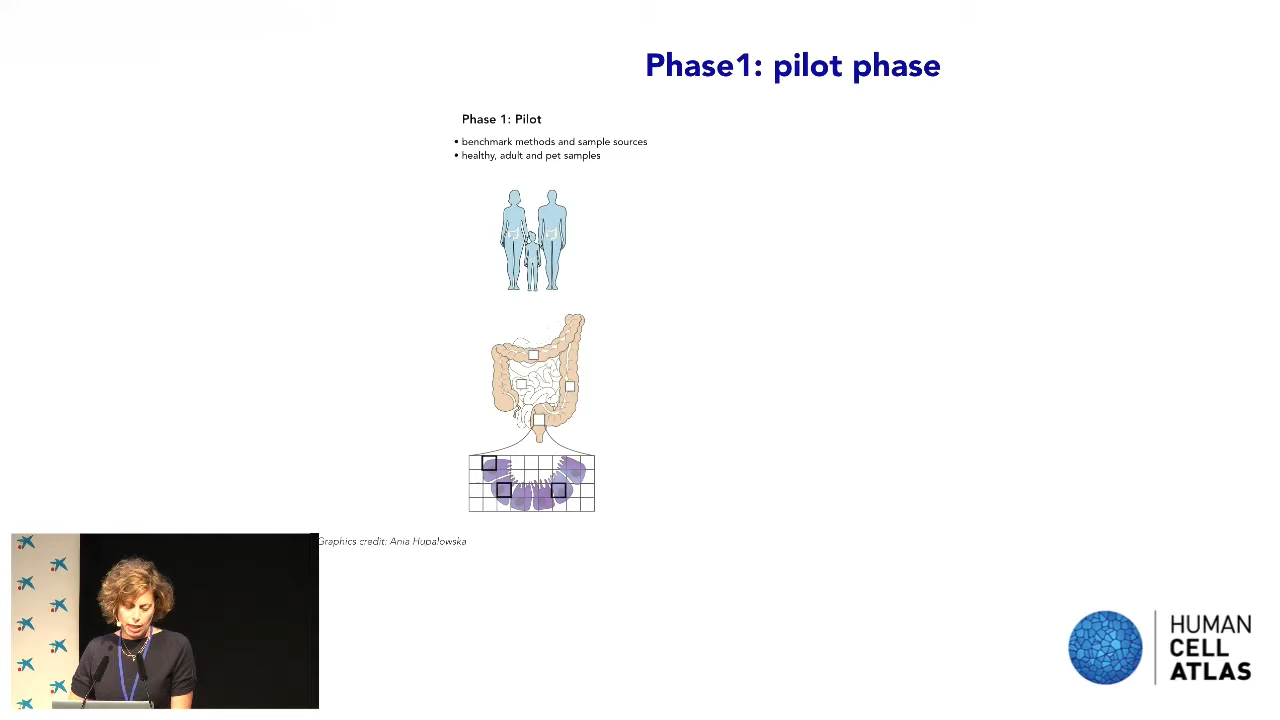 Phase1: pilot phase
Phase 1: Pilot
• benchmark methods and sample sources
• healthy, adult and pet samples
Graphics credit: Ania Hupalowska
HUMAN
CELL
ATLAS